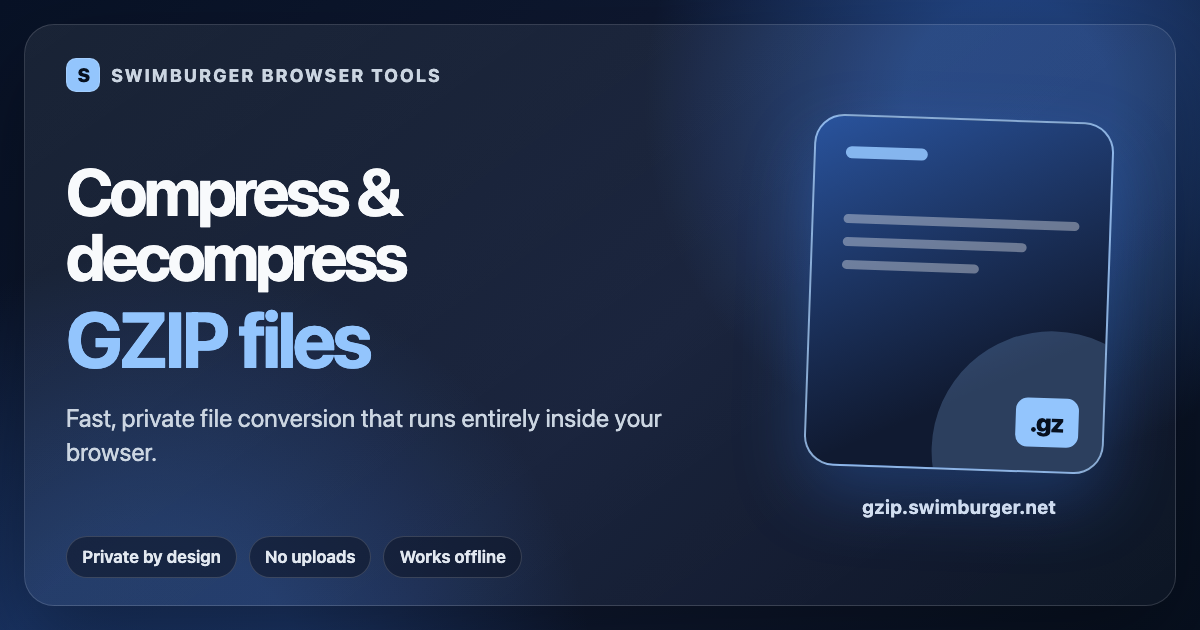 S SWIMBURGER BROWSER TOOLS
Compress &
decompress
GZIP files
Fast, private file conversion that runs entirely inside your
browser.
Private by design
No uploads
Works offline
.gz
gzip.swimburger.net